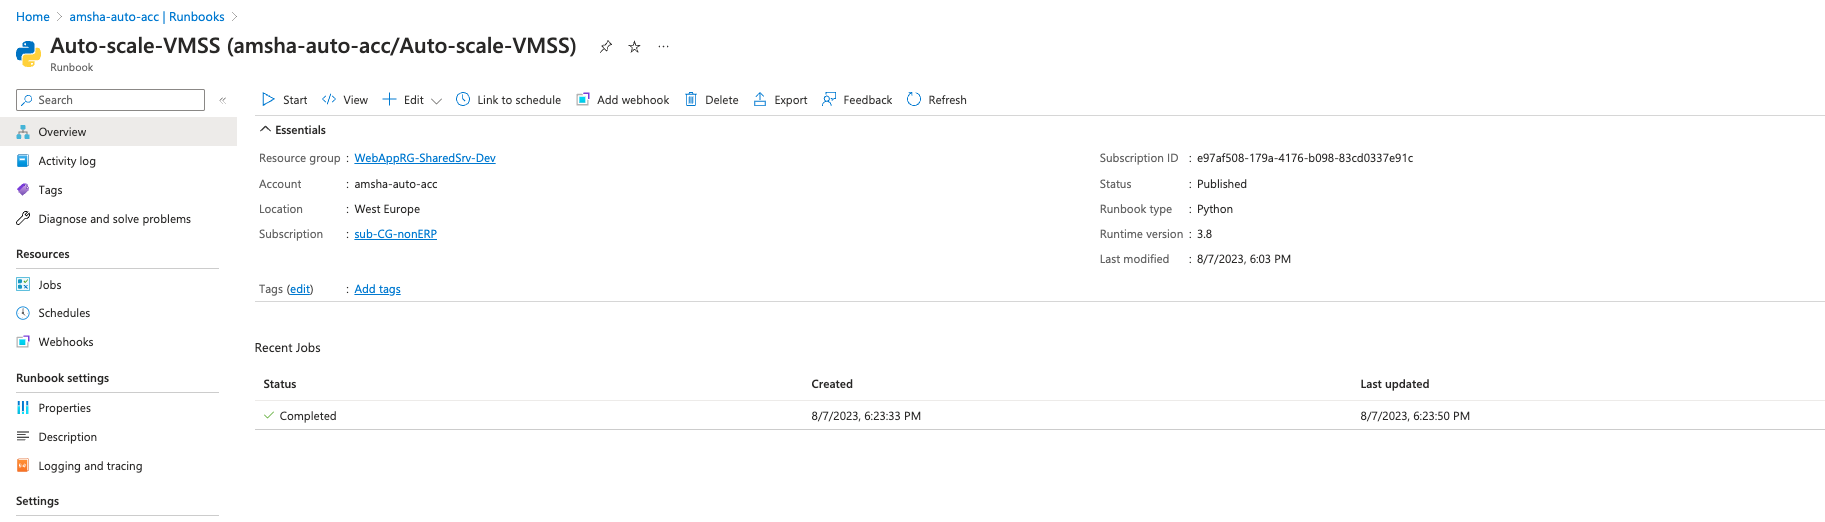 Home > amsha-auto-acc | Runbooks >
Auto-scale-VMSS (amsha-auto-acc/Auto-scale-VMSS) ...
Runbook
Search «
Overview
Activity log
Tags
Diagnose and solve problems
Resources
Jobs
Schedules
Webhooks
Runbook settings
Properties
Description
Logging and tracing
Settings
Start View Edit Link to schedule Add webhook Delete Export Feedback Refresh
Essentials
Resource group : WebAppRG-SharedSrv-Dev
Account : amsha-auto-acc
Location : West Europe
Subscription : sub-CG-nonERP
Subscription ID : e97af508-179a-4176-b098-83cd0337e91c
Status : Published
Runbook type : Python
Runtime version : 3.8
Last modified : 8/7/2023, 6:03 PM
Tags (edit) : Add tags
Recent Jobs
Status Created Last updated
Completed 8/7/2023, 6:23:33 PM 8/7/2023, 6:23:50 PM